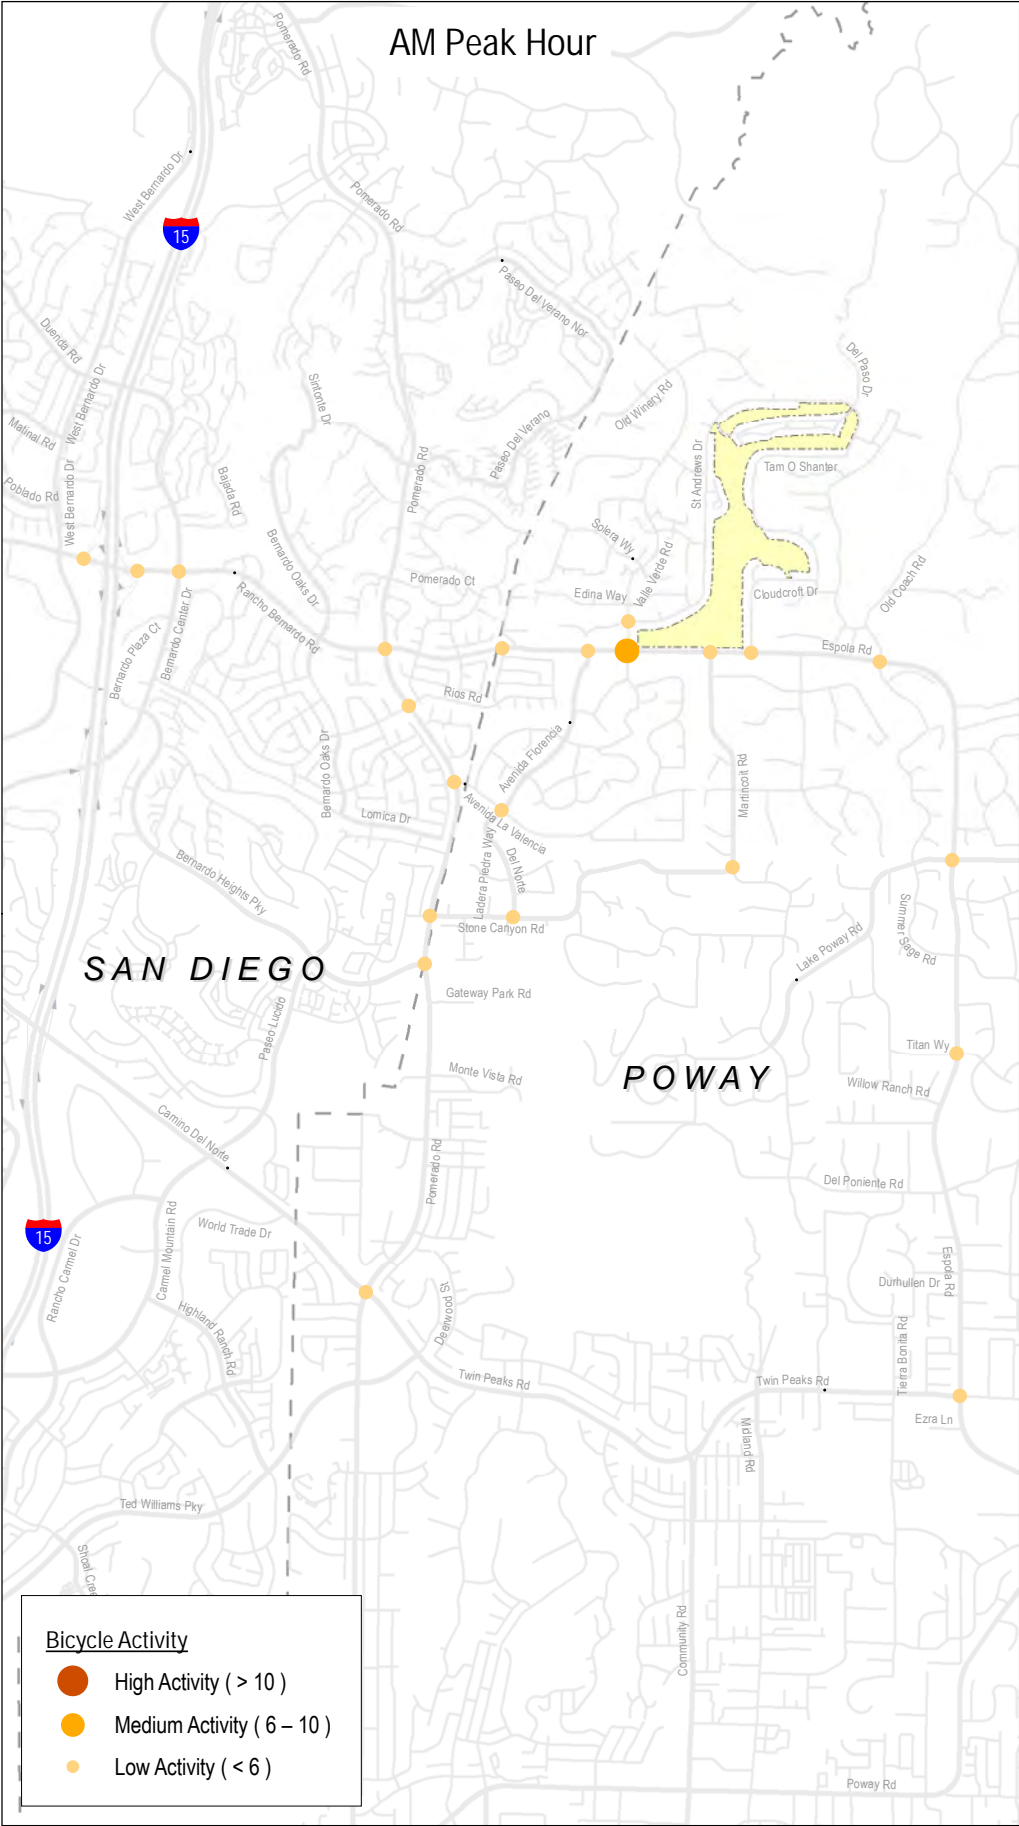 AM Peak Hour
Pomerado Rd
West Bernardo Dr
15
Pomerado Rd
Paseo Del Verano Nor
Duenda Rd
West Bernardo Dr
Matinal Rd
Sintonte Dr
Del Paso Dr
Old Winery Rd
Paseo Del Verano
St Andrews Dr
Tam O Shanter
Pomerado Rd
Poblado Rd
West Bernardo Dr
Bajada Rd
Bernardo Oaks Dr
Solera Wy
Valle Verde Rd
Pomerado Ct
Edina Way
Cloudcroft Dr
Old Coach Rd
Rancho Bernardo Rd
Bernardo Center Dr
Bernardo Plaza Ct
Espola Rd
Rios Rd
Avenida Florencia
Bernardo Oaks Dr
Martincoit Rd
Lomica Dr
Avenida La Valencia
Ladera Piedra Way
Del Norte
Bernardo Heights Pky
Stone Canyon Rd
Summer Sage Rd
Lake Poway Rd
SAN DIEGO
Gateway Park Rd
Paseo Lucido
Titan Wy
Monte Vista Rd
POWAY
Willow Ranch Rd
Camino Del Norte
Pomerado Rd
Del Poniente Rd
Carmel Mountain Rd
World Trade Dr
15
Rancho Carmel Dr
Espola Rd
Durhullen Dr
Deerwood St
Highland Ranch Rd
Tierra Bonita Rd
Twin Peaks Rd
Twin Peaks Rd
Ezra Ln
Midland Rd
Ted Williams Pky
Shoal Cree
Community Rd
Bicycle Activity
High Activity ( > 10 )
Medium Activity ( 6 – 10 )
Low Activity ( < 6 )
Poway Rd